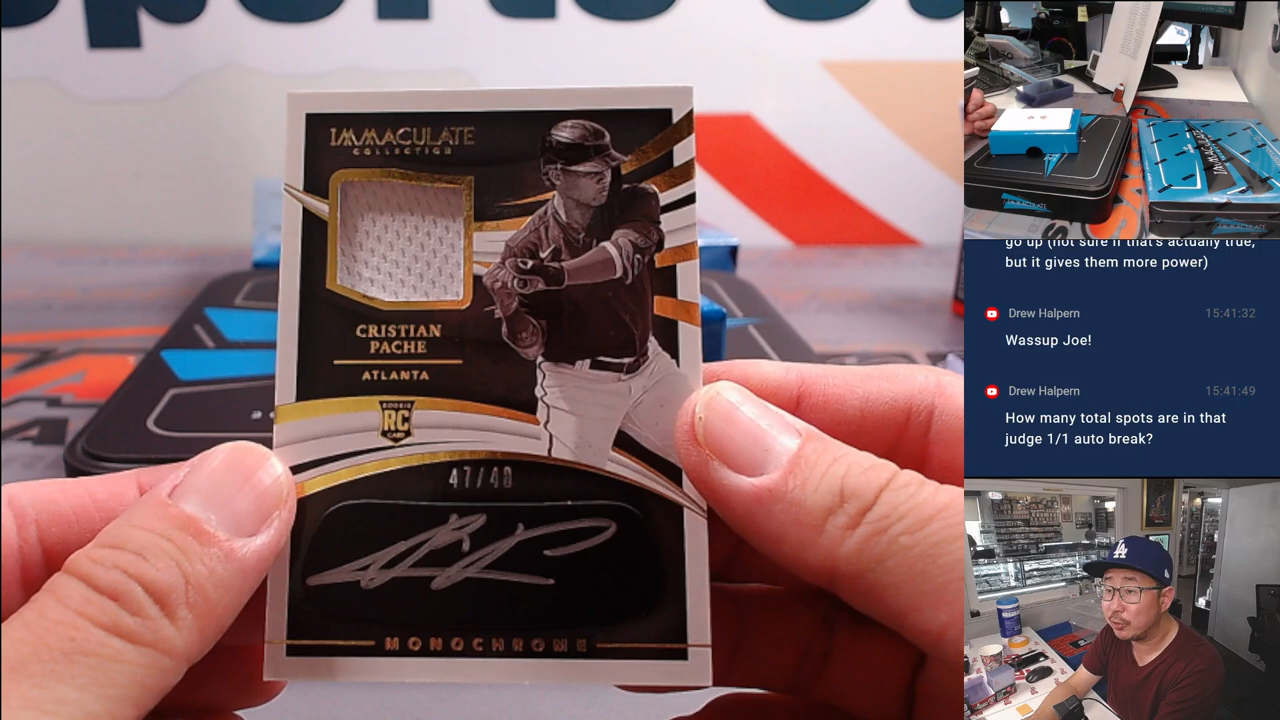 IMMACULATE
COLLECTION
CRISTIAN
PACHE
ATLANTA
ROOKIE
RC
CARD
47/48
MONOCHROME
go up (not sure if that's actually true,
but it gives them more power)
Drew Halpern 15:41:32
Wassup Joe!
Drew Halpern 15:41:49
How many total spots are in that
judge 1/1 auto break?
LA